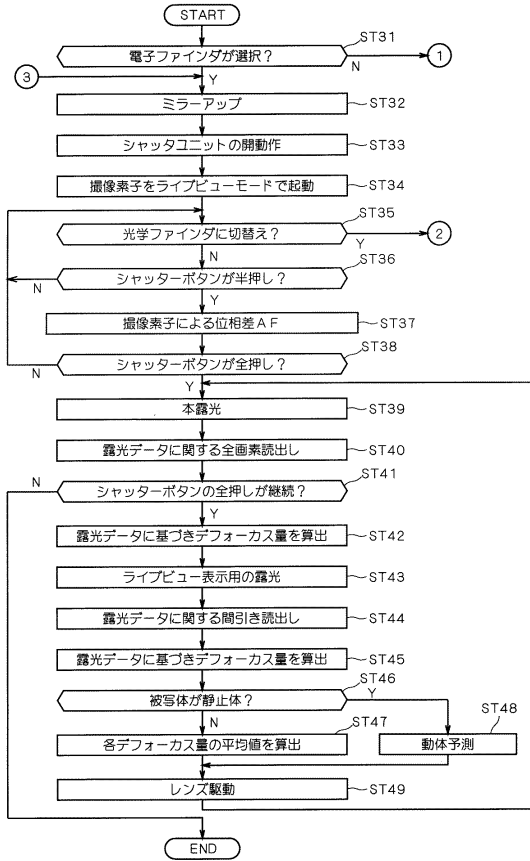 START
ST31
電子ファインダが選択？
N
1
3
Y
ミラーアップ
ST32
シャッタユニットの開動作
ST33
撮像素子をライブビューモードで起動
ST34
ST35
光学ファインダに切替え？
Y
2
N
ST36
シャッターボタンが半押し？
N
Y
撮像素子による位相差ＡＦ
ST37
ST38
シャッターボタンが全押し？
N
Y
本露光
ST39
露光データに関する全画素読出し
ST40
ST41
N
シャッターボタンの全押しが継続？
Y
露光データに基づきデフォーカス量を算出
ST42
ライブビュー表示用の露光
ST43
露光データに関する間引き読出し
ST44
露光データに基づきデフォーカス量を算出
ST45
ST46
被写体が静止体？
Y
N
ST47
ST48
各デフォーカス量の平均値を算出
動体予測
レンズ駆動
ST49
END